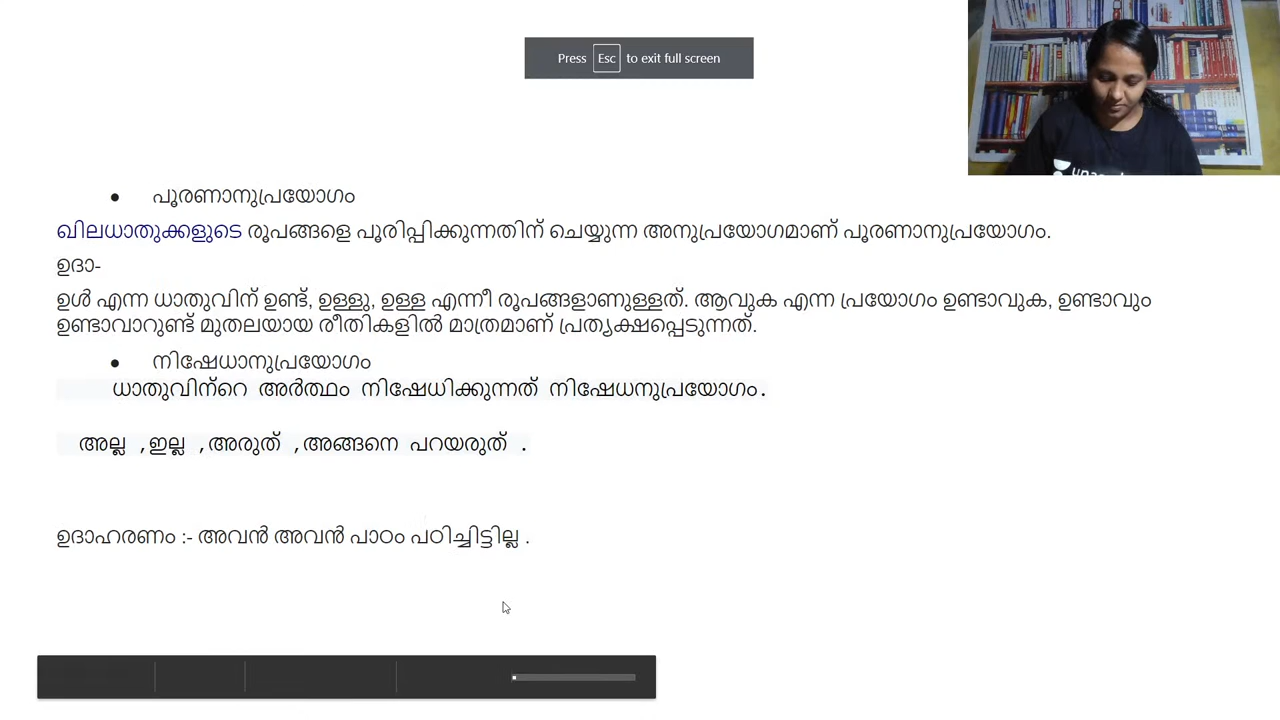 Press Esc to exit full screen
• പൂരണാനുപ്രയോഗം
ഖിലധാതുക്കളുടെ രൂപങ്ങളെ പൂരിപ്പിക്കുന്നതിന് ചെയ്യുന്ന അനുപ്രയോഗമാണ് പൂരണാനുപ്രയോഗം.
ഉദാ-
ഉൾ എന്ന ധാതുവിന് ഉണ്ട്, ഉള്ളൂ, ഉള്ള എന്നീ രൂപങ്ങളാണുള്ളത്. ആവുക എന്ന പ്രയോഗം ഉണ്ടാവുക, ഉണ്ടാവും
ഉണ്ടാവാറുണ്ട് മുതലയായ രീതികളിൽ മാത്രമാണ് പ്രത്യക്ഷപ്പെടുന്നത്.
• നിഷേധാനുപ്രയോഗം
ധാതുവിന്റെ അർത്ഥം നിഷേധിക്കുന്നത് നിഷേധനുപ്രയോഗം.
അല്ല ,ഇല്ല ,അരുത് ,അങ്ങനെ പറയരുത് .
ഉദാഹരണം :- അവൻ അവൻ പാഠം പഠിച്ചിട്ടില്ല .